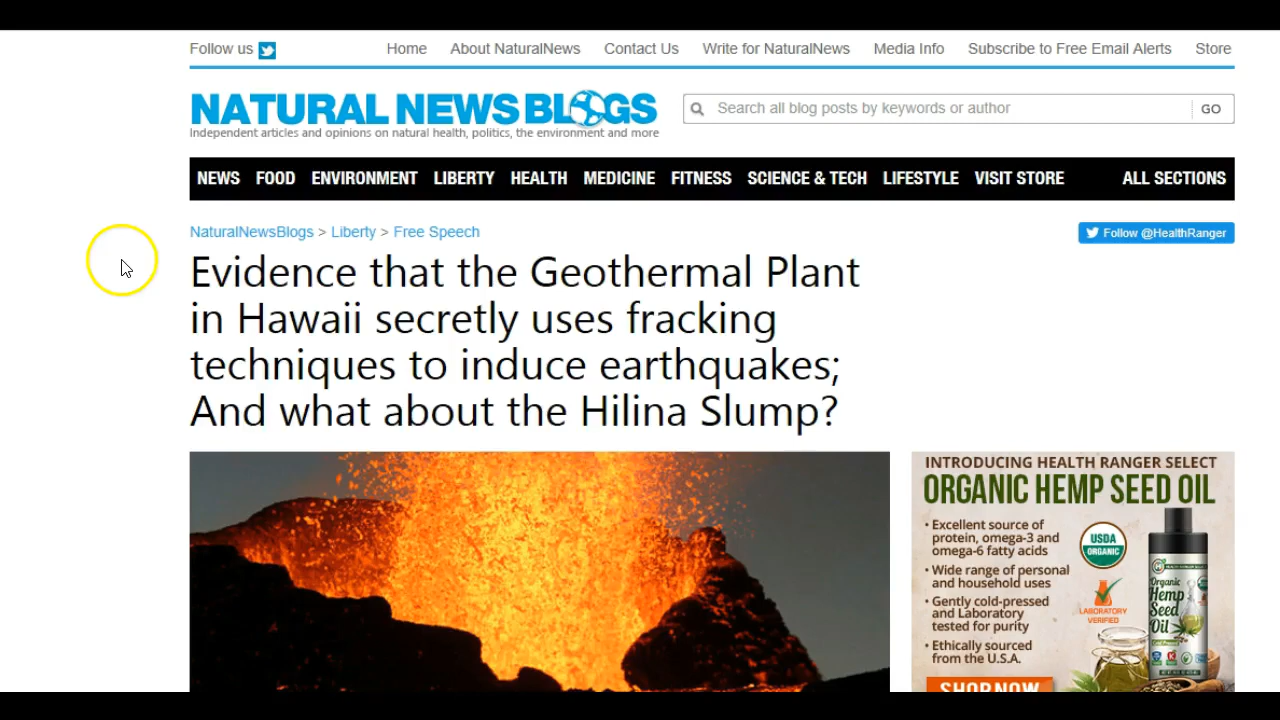 Follow us
Home About NaturalNews Contact Us Write for NaturalNews Media Info Subscribe to Free Email Alerts Store
NATURAL NEWS BLOGS
Independent articles and opinions on natural health, politics, the environment and more
Search all blog posts by keywords or author GO
NEWS FOOD ENVIRONMENT LIBERTY HEALTH MEDICINE FITNESS SCIENCE & TECH LIFESTYLE VISIT STORE ALL SECTIONS
NaturalNewsBlogs > Liberty > Free Speech
Follow @HealthRanger
Evidence that the Geothermal Plant
in Hawaii secretly uses fracking
techniques to induce earthquakes;
And what about the Hilina Slump?
INTRODUCING HEALTH RANGER SELECT
ORGANIC HEMP SEED OIL
• Excellent source of
protein, omega-3 and
omega-6 fatty acids
• Wide range of personal
and household uses
• Gently cold-pressed
and Laboratory
tested for purity
• Ethically sourced
from the U.S.A.
USDA
ORGANIC
LABORATORY
VERIFIED
Organic
Hemp
Seed
Oil
SHOP NOW